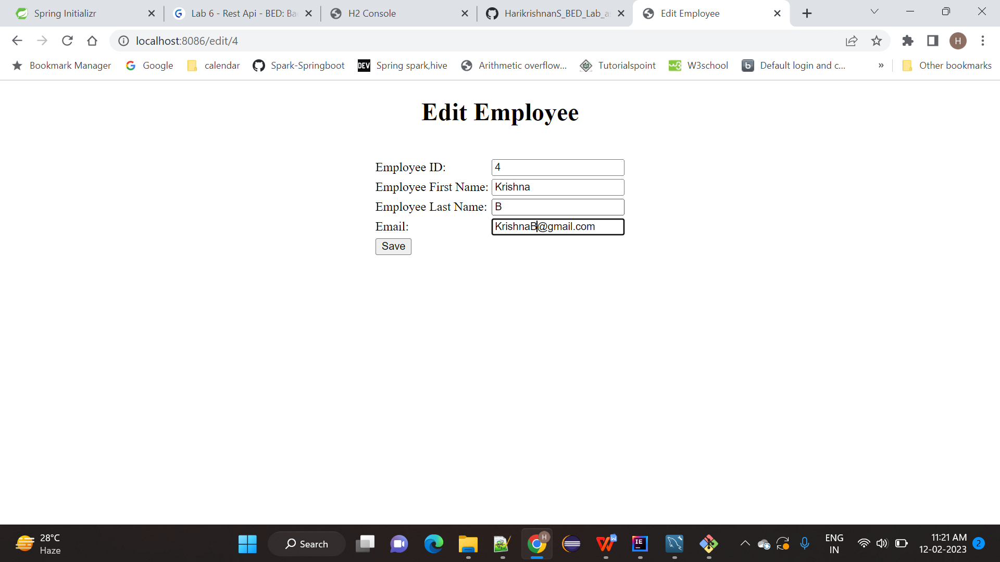 Spring Initializr
Lab 6 - Rest Api - BED: Ba
H2 Console
HarikrishnanS_BED_Lab_a
Edit Employee
localhost:8086/edit/4
H
Bookmark Manager
Google
calendar
Spark-Springboot
DEV
Spring spark,hive
Arithmetic overflow...
Tutorialspoint
W3school
Default login and c...
»
Other bookmarks
Edit Employee
Employee ID: 4
Employee First Name: Krishna
Employee Last Name: B
Email: KrishnaB@gmail.com
Save
28°C
Haze
Search
H
W
IE
ENG
IN
11:21 AM
12-02-2023
2